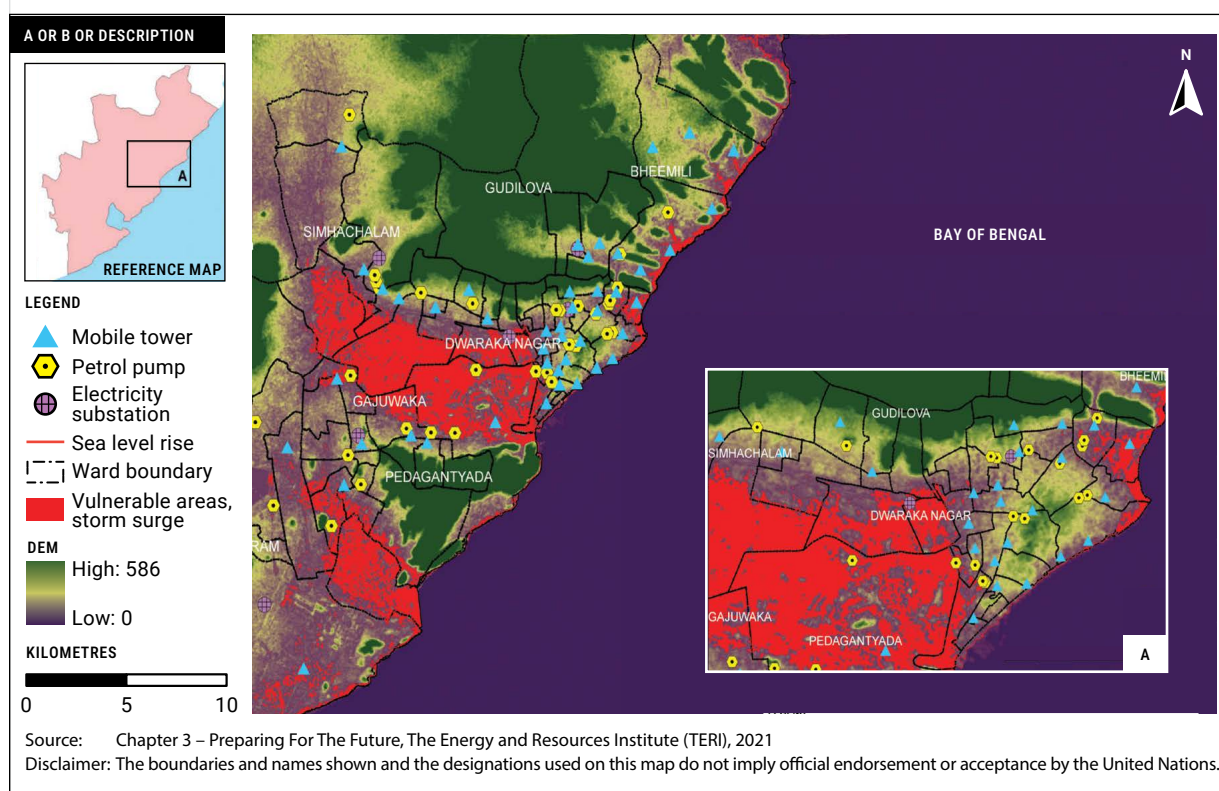 A OR B OR DESCRIPTION
A
REFERENCE MAP
LEGEND
Mobile tower
Petrol pump
Electricity
substation
Sea level rise
Ward boundary
Vulnerable areas,
storm surge
DEM
High: 586
Low: 0
KILOMETRES
0 5 10
N
BHEEMILI
GUDILOVA
SIMHACHALAM
BAY OF BENGAL
DWARAKA NAGAR
GAJUWAKA
PEDAGANTYADA
RAM
BHEEMI
GUDILOVA
SIMHACHALAM
DWARAKA NAGAR
GAJUWAKA
PEDAGANTYADA
A
Source: Chapter 3 – Preparing For The Future, The Energy and Resources Institute (TERI), 2021
Disclaimer: The boundaries and names shown and the designations used on this map do not imply official endorsement or acceptance by the United Nations.